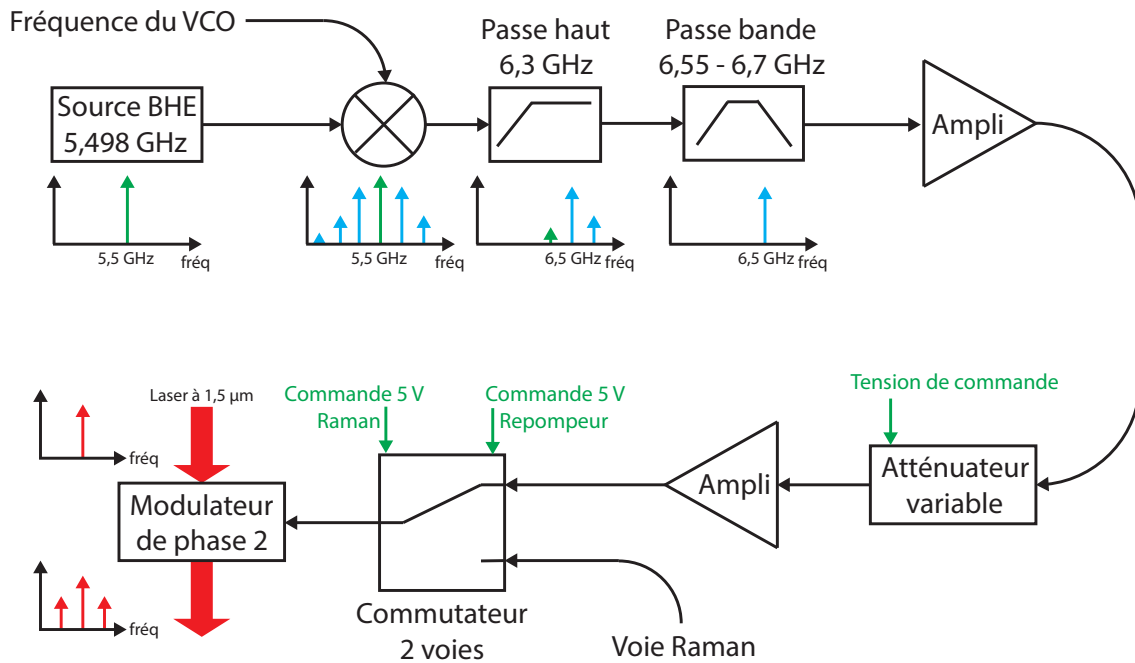 Fréquence du VCO
Passe haut
6,3 GHz
Passe bande
6,55 - 6,7 GHz
Source BHE
5,498 GHz
Ampli
5,5 GHz
fréq
5,5 GHz
fréq
6,5 GHz
fréq
6,5 GHz
fréq
Laser à 1,5 µm
Commande 5 V
Raman
Commande 5 V
Repompeur
Tension de commande
fréq
Modulateur
de phase 2
Ampli
Atténuateur
variable
fréq
Commutateur
2 voies
Voie Raman